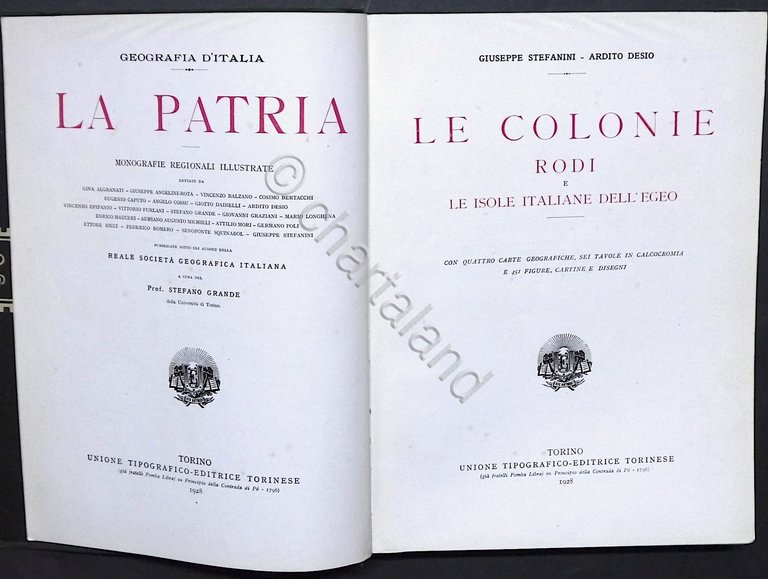 GEOGRAFIA D'ITALIA
LA PATRIA
MONOGRAFIE REGIONALI ILLUSTRATE
DETTATE DA
GINA ALGRANATI - GIUSEPPE ANGELINI-ROTA - VINCENZO BALZANO - COSIMO BERTACCHI
EUGENIO CAPUTO - ANGELO COSSU - GIOTTO DAINELLI - ARDITO DESIO
VINCENZO EPIFANIO - VITTORIO FURLANI - STEFANO GRANDE - GIOVANNI GRAZIANI - MARIO LONGHENA
ENRICO MAUCERI - ADRIANO AUGUSTO MICHIELI - ATTILIO MORI - GERMANO POLI
ETTORE RICCI - FEDERICO ROMERO - SENOFONTE SQUINABOL - GIUSEPPE STEFANINI
PUBBLICATE SOTTO GLI AUSPICI DELLA
REALE SOCIETÀ GEOGRAFICA ITALIANA
A CURA DEL
Prof. STEFANO GRANDE
della Università di Torino.
TORINO
UNIONE TIPOGRAFICO-EDITRICE TORINESE
(già fratelli Pomba Librai in Principio della Contrada di Pò - 1796)
1928
GIUSEPPE STEFANINI - ARDITO DESIO
LE COLONIE
RODI
E
LE ISOLE ITALIANE DELL'EGEO
CON QUATTRO CARTE GEOGRAFICHE, SEI TAVOLE IN CALCOCROMIA
E 451 FIGURE, CARTINE E DISEGNI
TORINO
UNIONE TIPOGRAFICO-EDITRICE TORINESE
(già fratelli Pomba Librai in Principio della Contrada di Pò - 1796)
1928
© chartaland